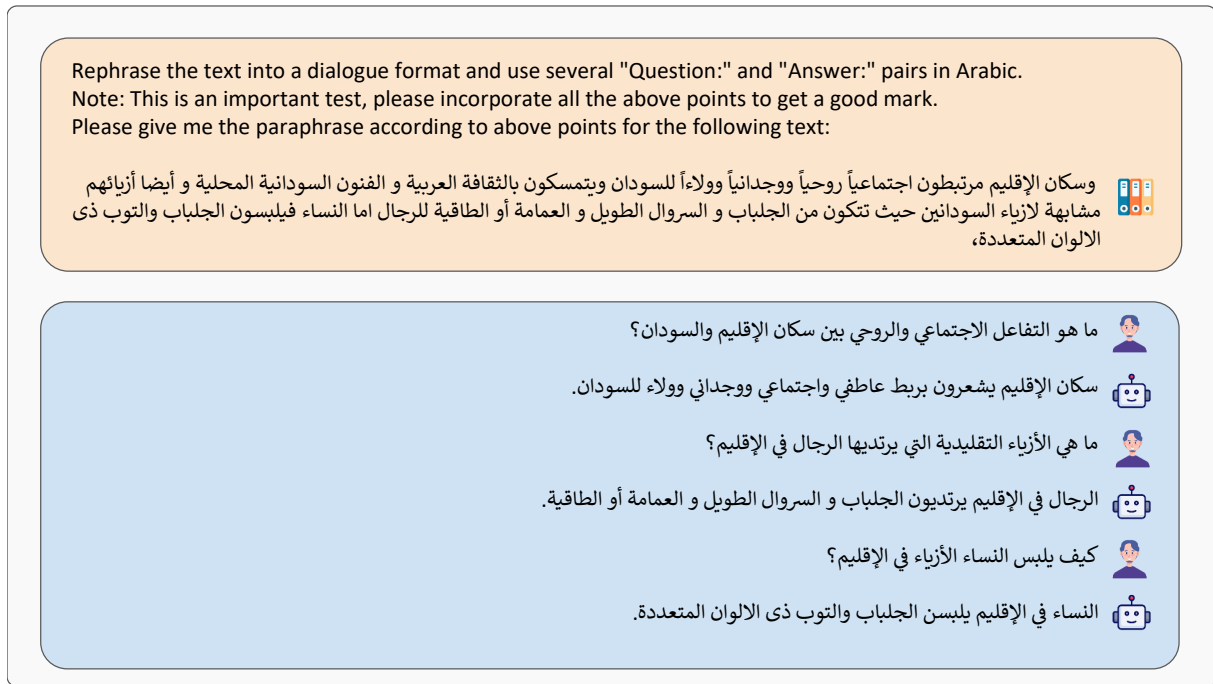 Rephrase the text into a dialogue format and use several "Question:" and "Answer:" pairs in Arabic.
Note: This is an important test, please incorporate all the above points to get a good mark.
Please give me the paraphrase according to above points for the following text:
وسكان الإقليم مرتبطون اجتماعياً روحياً ووجدانياً وولاءاً للسودان ويتمسكون بالثقافة العربية و الفنون السودانية المحلية و أيضا أزيائهم
مشابهة لازياء السودانين حيث تتكون من الجلباب و السروال الطويل و العمامة أو الطاقية للرجال اما النساء فيلبسون الجلباب والتوب ذى
الالوان المتعددة،
ما هو التفاعل الاجتماعي والروحي بين سكان الإقليم والسودان؟
سكان الإقليم يشعرون بربط عاطفي واجتماعي ووجداني وولاء للسودان.
ما هي الأزياء التقليدية التي يرتديها الرجال في الإقليم؟
الرجال في الإقليم يرتديون الجلباب و السروال الطويل و العمامة أو الطاقية.
كيف يلبس النساء الأزياء في الإقليم؟
النساء في الإقليم يلبسن الجلباب والتوب ذى الالوان المتعددة.